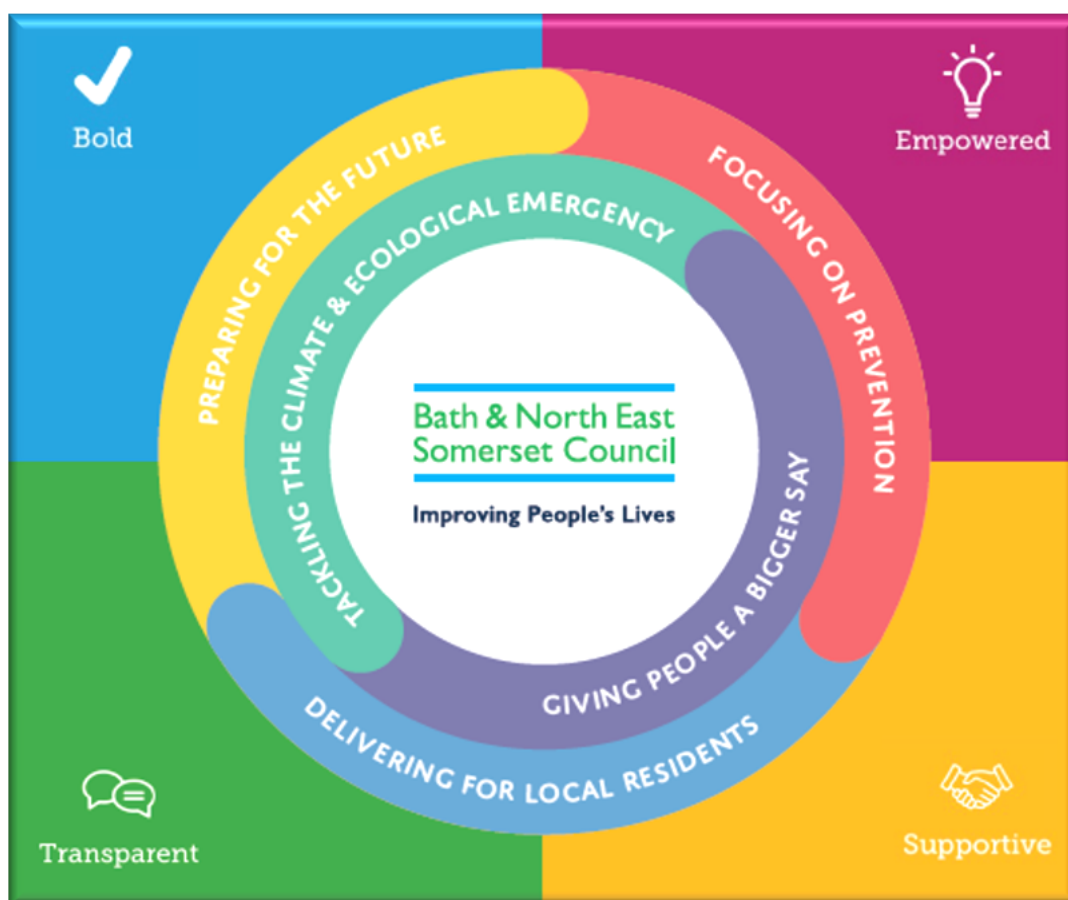 Bold
Empowered
PREPARING FOR THE FUTURE
FOCUSING ON PREVENTION
TACKLING THE CLIMATE & ECOLOGICAL EMERGENCY
Bath & North East
Somerset Council
Improving People's Lives
GIVING PEOPLE A BIGGER SAY
DELIVERING FOR LOCAL RESIDENTS
Transparent
Supportive